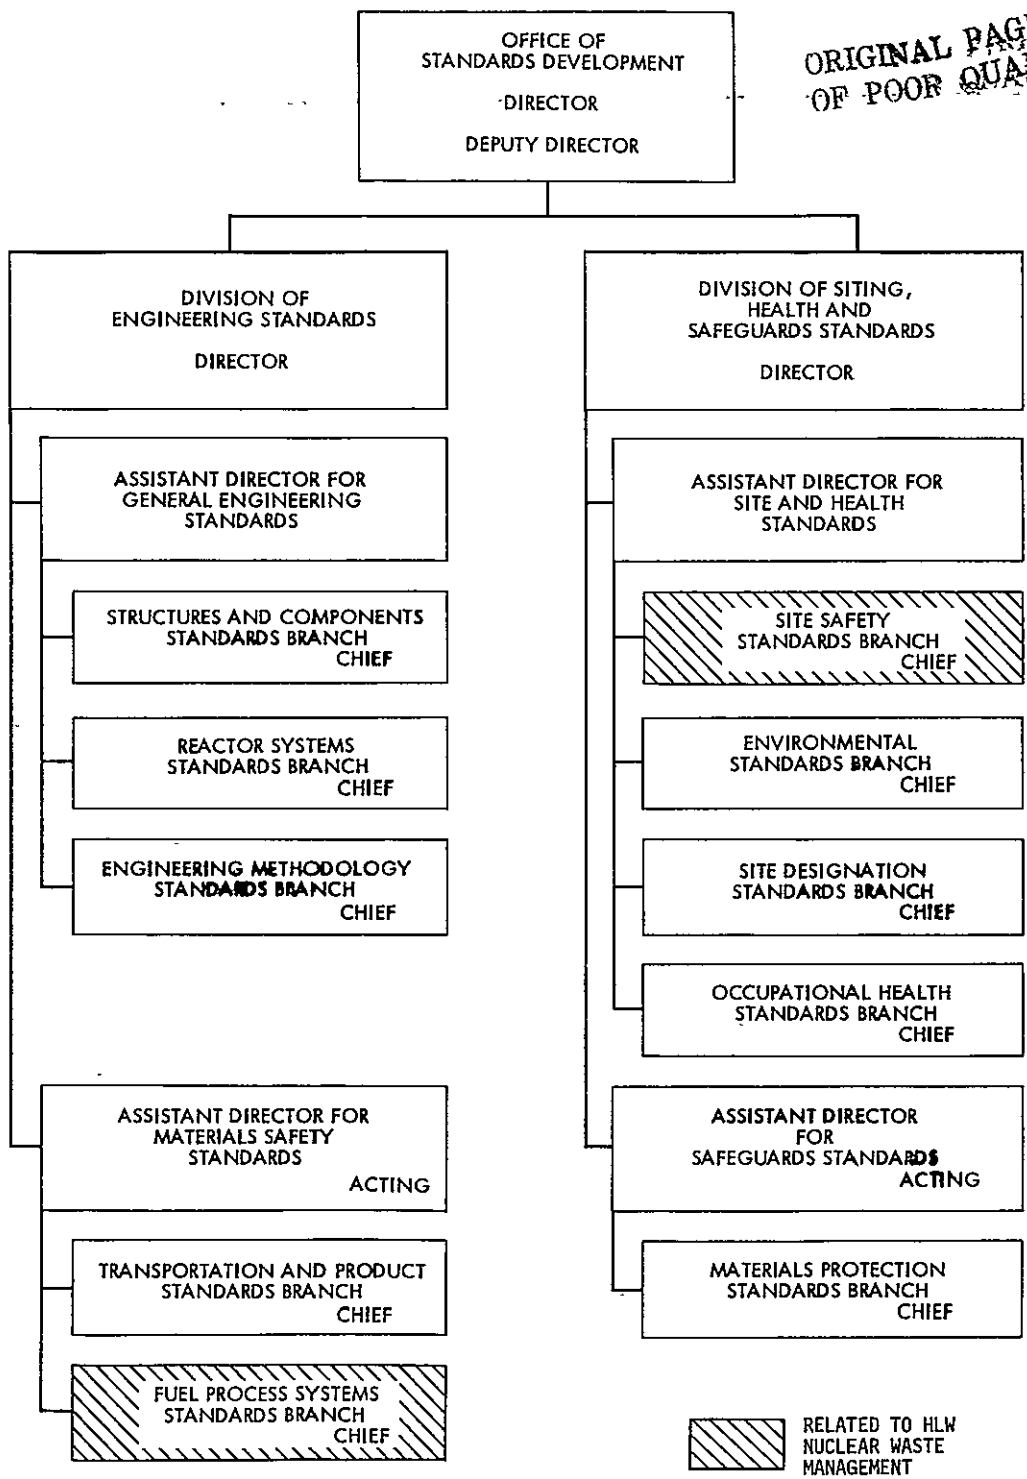 OFFICE OF
STANDARDS DEVELOPMENT
DIRECTOR
DEPUTY DIRECTOR
ORIGINAL PAG
OF POOR QUA
DIVISION OF
ENGINEERING STANDARDS
DIRECTOR
ASSISTANT DIRECTOR FOR
GENERAL ENGINEERING
STANDARDS
STRUCTURES AND COMPONENTS
STANDARDS BRANCH
CHIEF
REACTOR SYSTEMS
STANDARDS BRANCH
CHIEF
ENGINEERING METHODOLOGY
STANDARDS BRANCH
CHIEF
ASSISTANT DIRECTOR FOR
MATERIALS SAFETY
STANDARDS
ACTING
TRANSPORTATION AND PRODUCT
STANDARDS BRANCH
CHIEF
FUEL PROCESS SYSTEMS
STANDARDS BRANCH
CHIEF
DIVISION OF SITING,
HEALTH AND
SAFEGUARDS STANDARDS
DIRECTOR
ASSISTANT DIRECTOR FOR
SITE AND HEALTH
STANDARDS
SITE SAFETY
STANDARDS BRANCH
CHIEF
ENVIRONMENTAL
STANDARDS BRANCH
CHIEF
SITE DESIGNATION
STANDARDS BRANCH
CHIEF
OCCUPATIONAL HEALTH
STANDARDS BRANCH
CHIEF
ASSISTANT DIRECTOR
FOR
SAFEGUARDS STANDARDS
ACTING
MATERIALS PROTECTION
STANDARDS BRANCH
CHIEF
RELATED TO HLW
NUCLEAR WASTE
MANAGEMENT